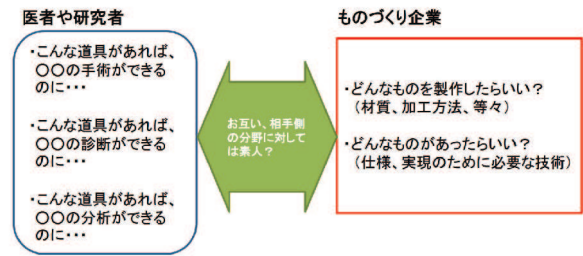 医者や研究者
・こんな道具があれば、
〇〇の手術ができる
のに・・・
・こんな道具があれば、
〇〇の診断ができる
のに・・・
・こんな道具があれば、
〇〇の分析ができる
のに・・・
お互い、相手側
の分野に対して
は素人？
ものづくり企業
・どんなものを製作したらいい？
（材質、加工方法、等々）
・どんなものがあったらいい？
（仕様、実現のために必要な技術）